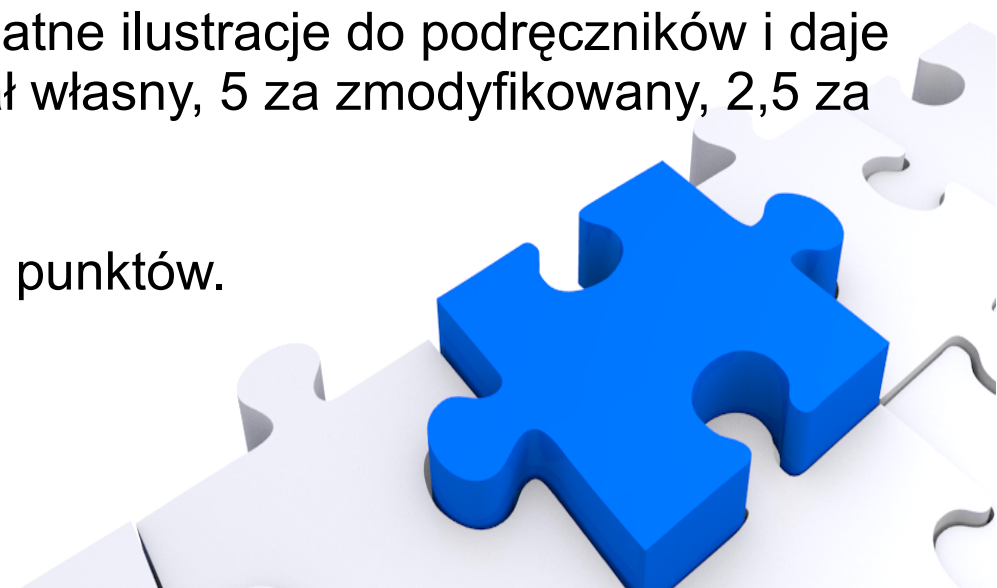 atne ilustracje do podręczników i daje
ł własny, 5 za zmodyfikowany, 2,5 za
punktów.